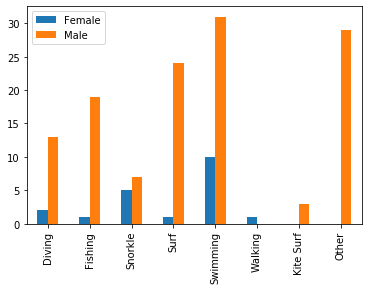 Female
Male
30
25
20
15
10
5
0
Diving
Fishing
Snorkle
Surf
Swimming
Walking
Kite Surf
Other